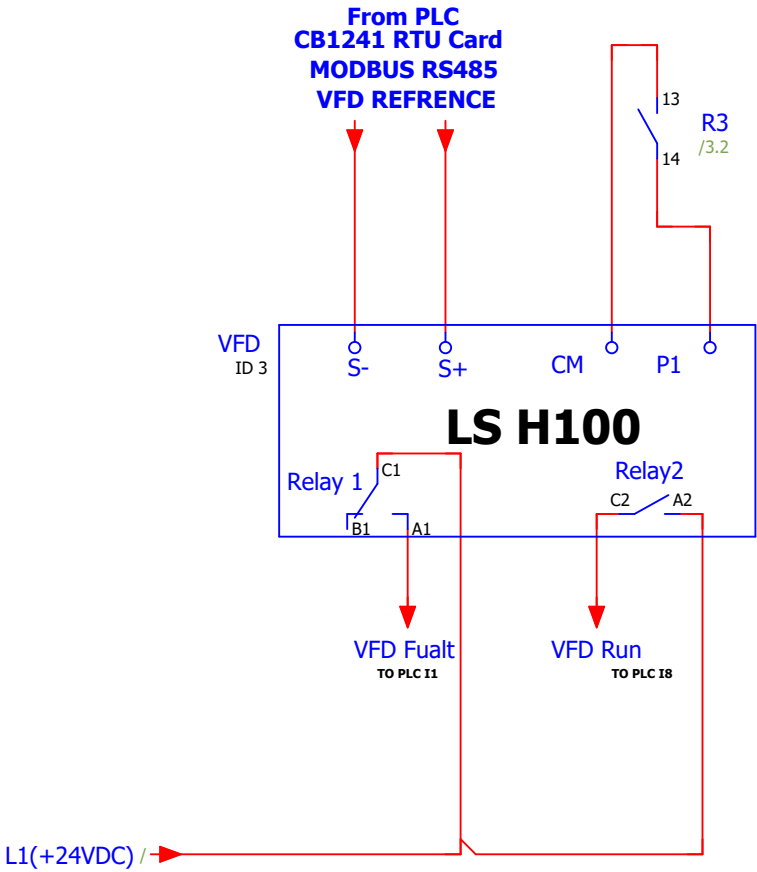 From PLC
CB1241 RTU Card
MODBUS RS485
VFD REFRENCE
13
R3
/3.2
14
VFD
ID 3
S-
S+
CM
P1
LS H100
Relay 1
C1
B1
A1
Relay2
C2
A2
VFD Fualt
TO PLC I1
VFD Run
TO PLC I8
L1(+24VDC) /